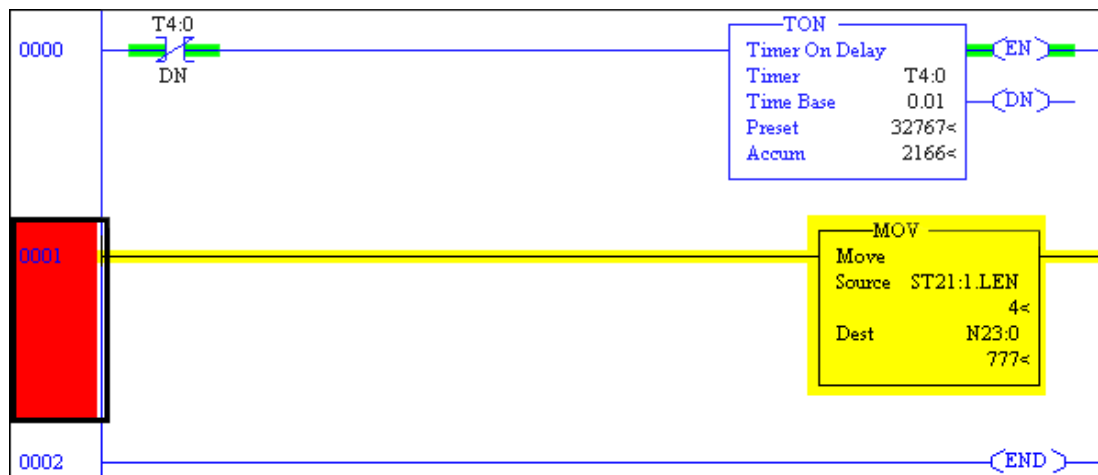 T4:0
0000
DN
TON
Timer On Delay
EN
Timer T4:0
Time Base 0.01
DN
Preset 32767<
Accum 2166<
0001
MOV
Move
Source ST21:1.LEN
4<
Dest N23:0
777<
0002
END